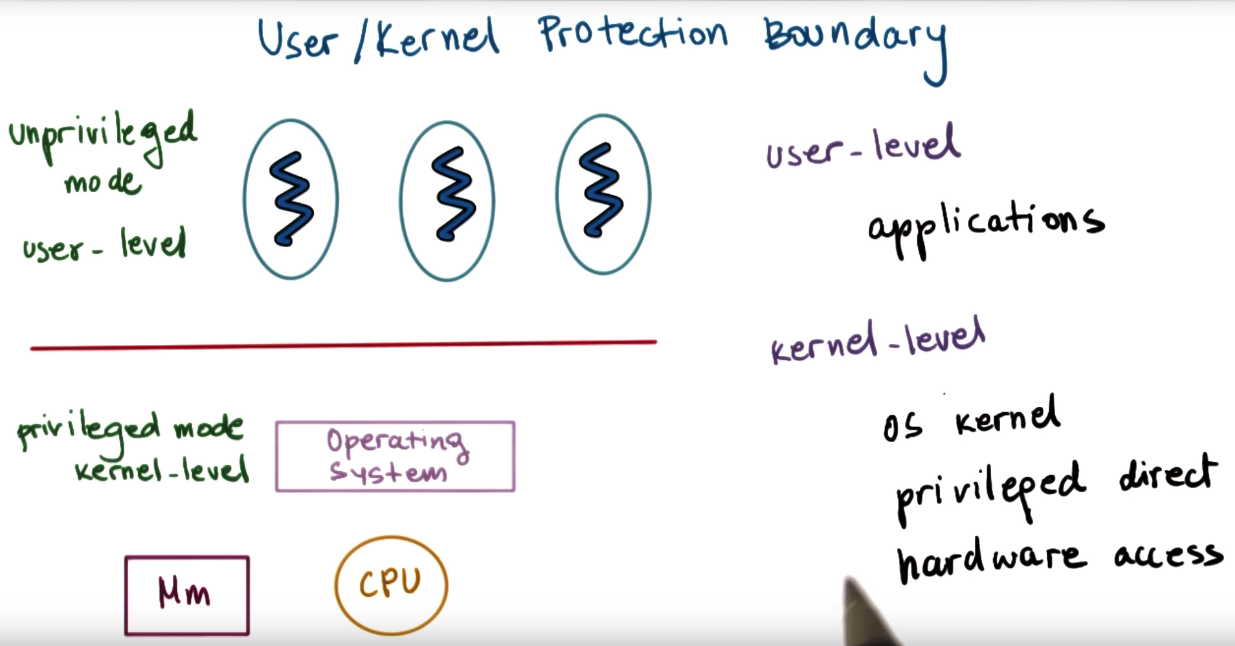 User/Kernel Protection Boundary
unprivileged
mode
user-level
privileged mode
kernel-level
Operating
System
Mm
CPU
user-level
applications
kernel-level
OS kernel
privileged direct
hardware access